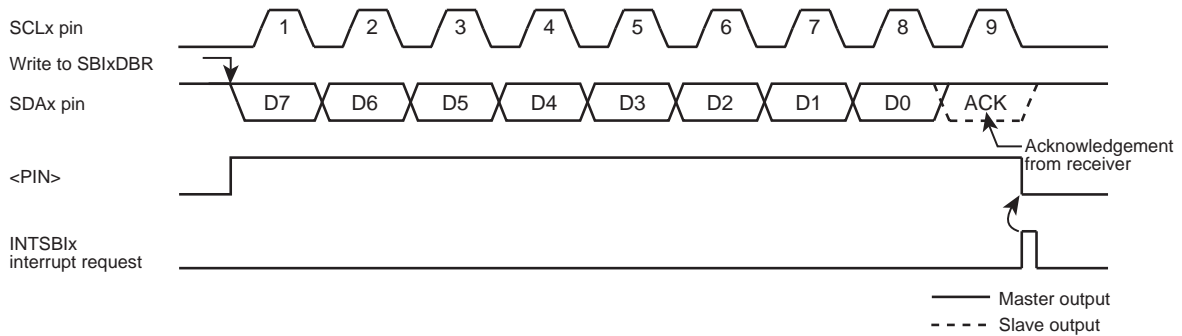 SCLx pin
1 2 3 4 5 6 7 8 9
Write to SBIxDBR
SDAx pin
D7 D6 D5 D4 D3 D2 D1 D0 ACK
Acknowledgement
from receiver
<PIN>
INTSBIx
interrupt request
Master output
Slave output